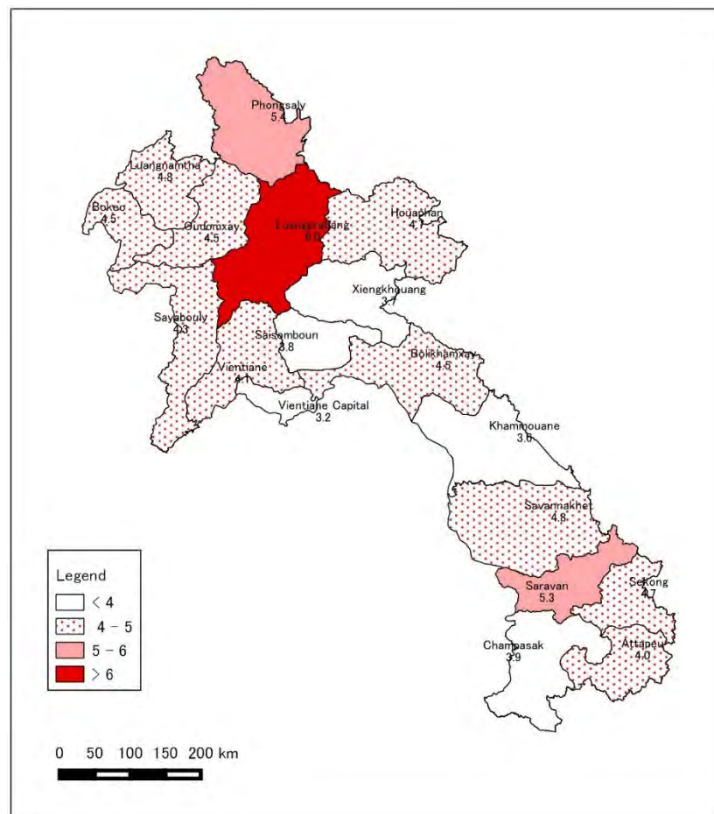 Phongsaly
5.4
Luangnamtha
4.8
Bokeo
4.5
Oudomxay
4.5
Luangprabang
6.0
Houaphan
4.7
Xiengkhouang
3.7
Sayabouly
4.3
Saisomboun
3.8
Bolikhamxay
4.5
Vientiane
4.1
Vientiane Capital
3.2
Khammouane
3.6
Savannakhet
4.8
Saravan
5.3
Sekong
4.7
Champasak
3.9
Attapeu
4.0
Legend
< 4
4 - 5
5 - 6
> 6
0 50 100 150 200 km